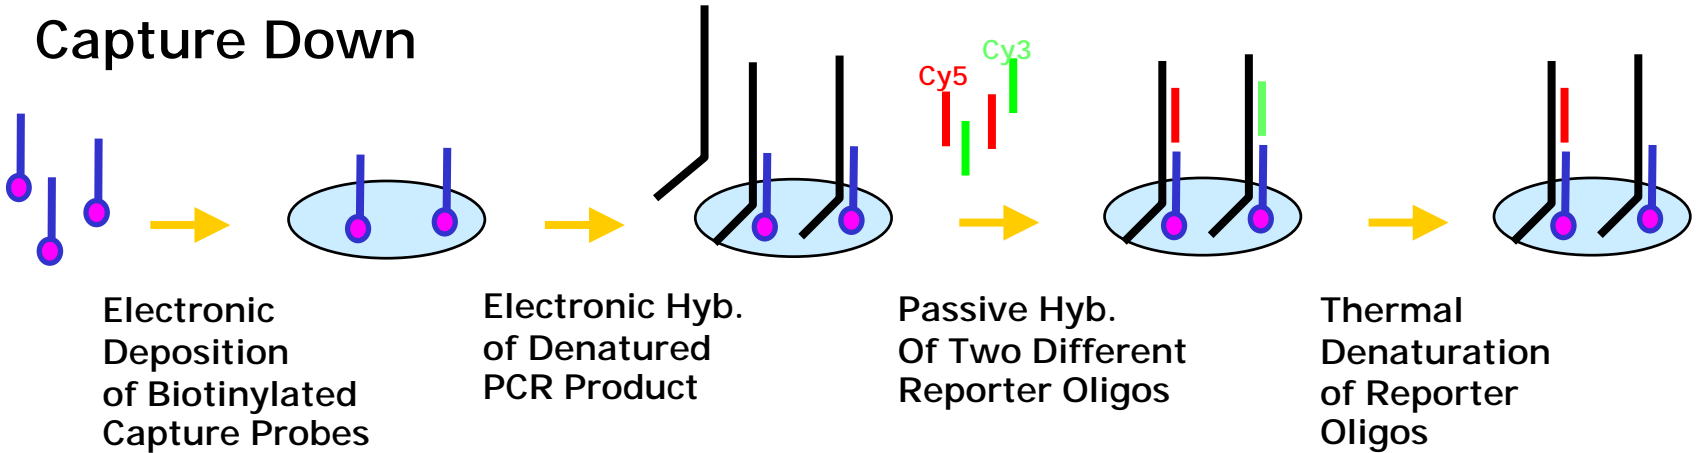 Capture Down
Cy3
Cy5
Electronic
Deposition
of Biotinylated
Capture Probes
Electronic Hyb.
of Denatured
PCR Product
Passive Hyb.
Of Two Different
Reporter Oligos
Thermal
Denaturation
of Reporter
Oligos